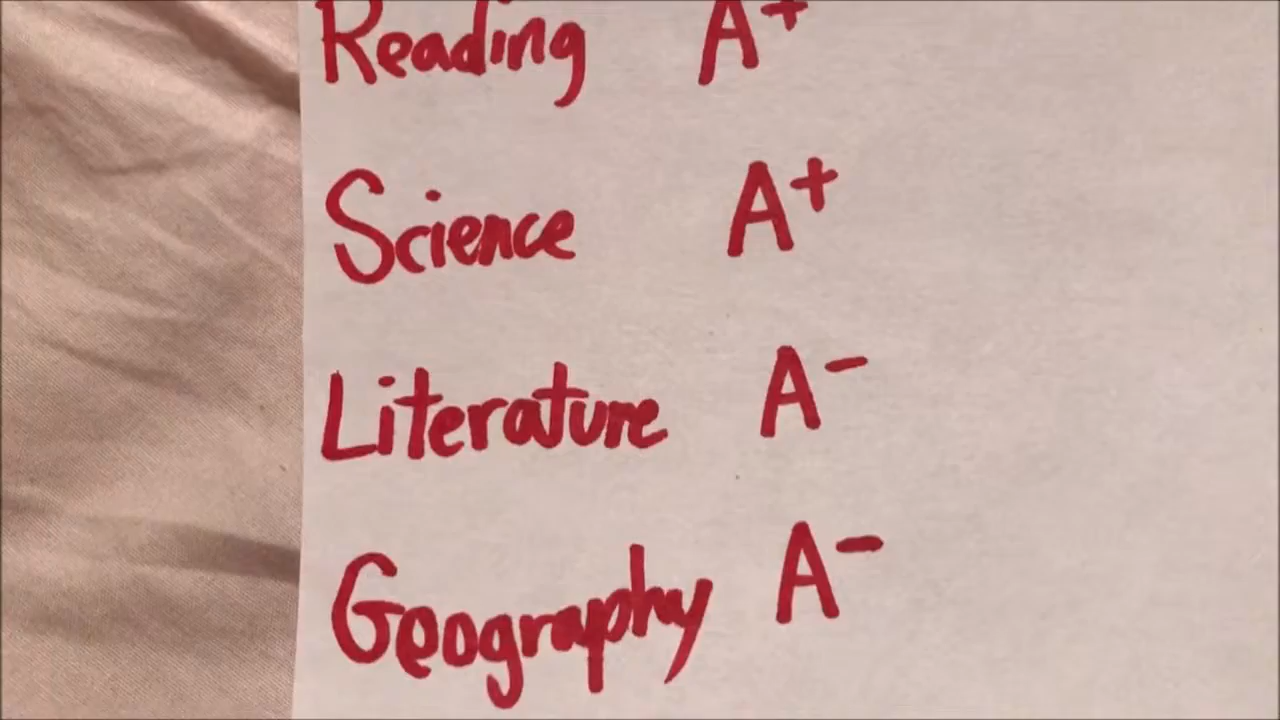 Reading A+
Science A+
Literature A-
Geography A-